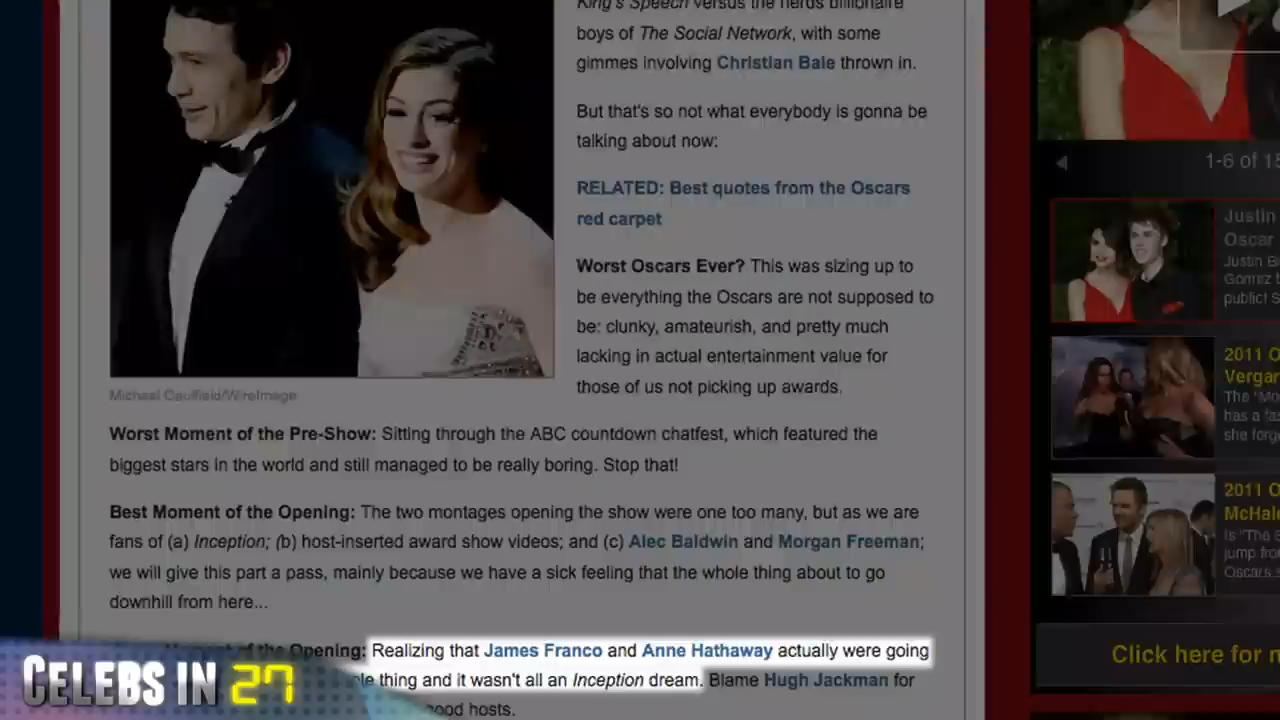 King's Speech versus the nerds billionaire
boys of The Social Network, with some
gimmes involving Christian Bale thrown in.
But that's so not what everybody is gonna be
talking about now:
RELATED: Best quotes from the Oscars
red carpet
Worst Oscars Ever? This was sizing up to
be everything the Oscars are not supposed to
be: clunky, amateurish, and pretty much
lacking in actual entertainment value for
those of us not picking up awards.
Michael Caulfield/WireImage
Worst Moment of the Pre-Show: Sitting through the ABC countdown chatfest, which featured the
biggest stars in the world and still managed to be really boring. Stop that!
Best Moment of the Opening: The two montages opening the show were one too many, but as we are
fans of (a) Inception; (b) host-inserted award show videos; and (c) Alec Baldwin and Morgan Freeman;
we will give this part a pass, mainly because we have a sick feeling that the whole thing about to go
downhill from here...
of the Opening: Realizing that James Franco and Anne Hathaway actually were going
thing and it wasn't all an Inception dream. Blame Hugh Jackman for
good hosts.
CELEBS IN 27
1-6 of 15
Justin
Oscar
Justin B
Gomez
public! S
2011 O
Vergar
The "Mo
has a fa
she forg
2011 O
McHale
Is "The
jump fro
Oscars
Click here for